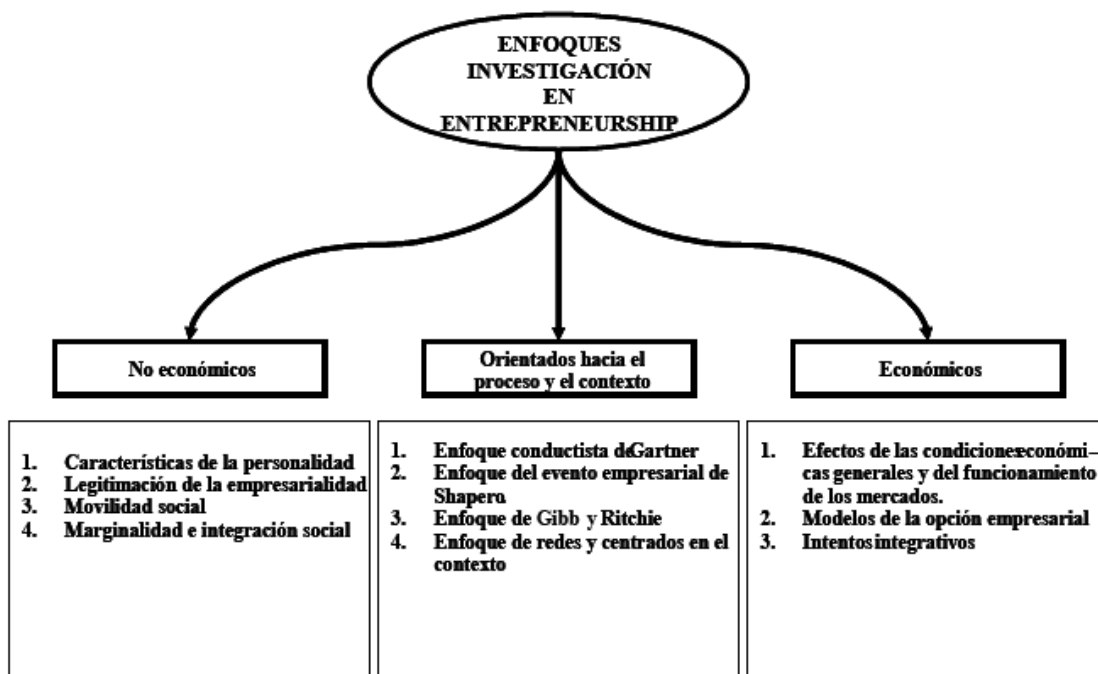 ENFOQUES
INVESTIGACIÓN
EN
ENTREPRENEURSHIP
No económicos
Orientados hacia el
proceso y el contexto
Económicos
1. Características de la personalidad
2. Legitimación de la empresarialidad
3. Movilidad social
4. Marginalidad e integración social
1. Enfoque conductista deGartner
2. Enfoque del evento empresarial de
Shapero
3. Enfoque de Gibb y Ritchie
4. Enfoque de redes y centrados en el
contexto
1. Efectos de las condicioneseconómi–
cas generales y del funcionamiento
de los mercados.
2. Modelos de la opción empresarial
3. Intentosintegrativos